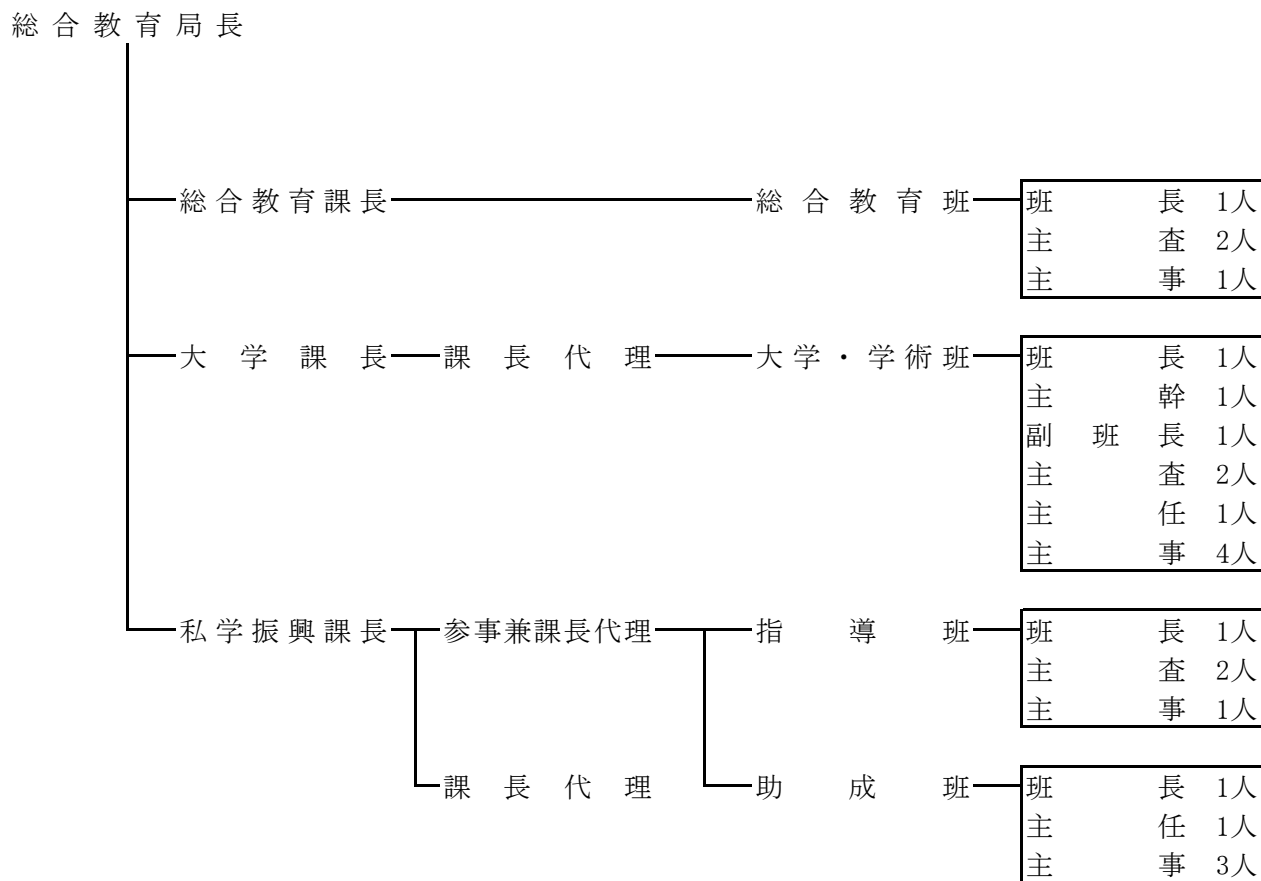 総合教育局長
総合教育課長 総合教育班 班長 1人
主査 2人
主事 1人
大学課長 課長代理 大学・学術班 班長 1人
主幹 1人
副班長 1人
主査 2人
主任 1人
主事 4人
私学振興課長 参事兼課長代理 指導班 班長 1人
主査 2人
主事 1人
課長代理 助成班 班長 1人
主任 1人
主事 3人